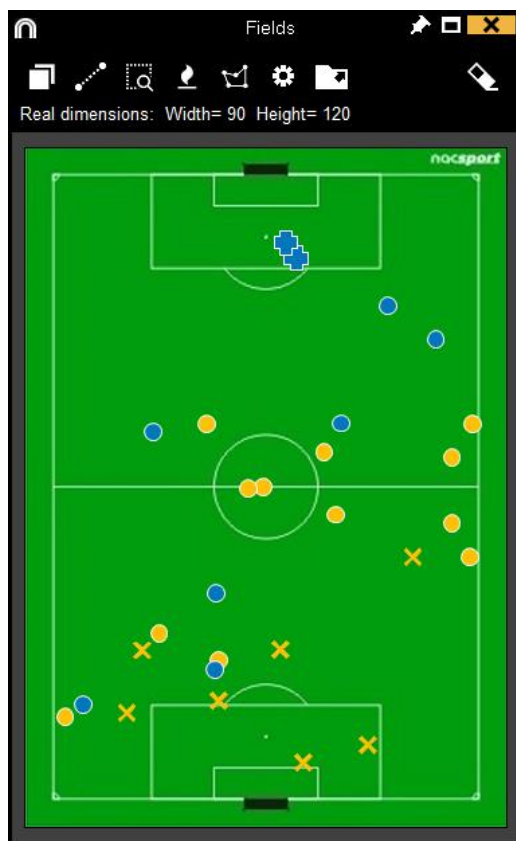 Fields
Real dimensions: Width= 90 Height= 120
nacsport